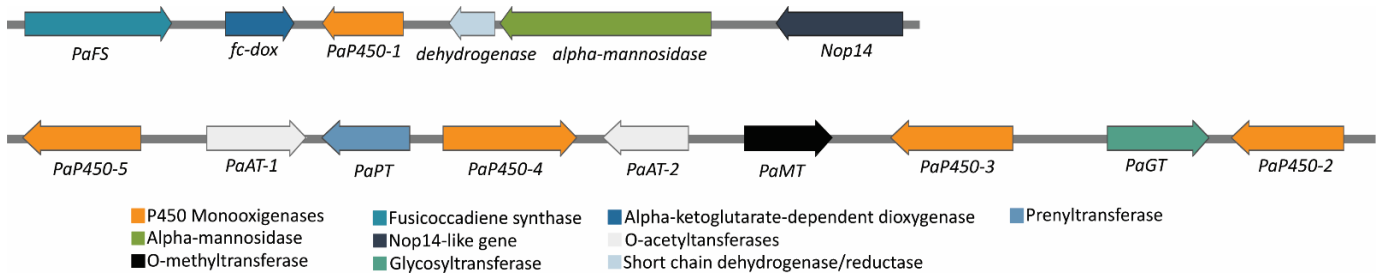 PaFS fc-dox PaP450-1 dehydrogenase alpha-mannosidase Nop14
PaP450-5 PaAT-1 PaPT PaP450-4 PaAT-2 PaMT PaP450-3 PaGT PaP450-2
P450 Monooxigenases Fusicoccadiene synthase Alpha-ketoglutarate-dependent dioxygenase Prenyltransferase
Alpha-mannosidase Nop14-like gene O-acetyltansferases
O-methyltransferase Glycosyltransferase Short chain dehydrogenase/reductase